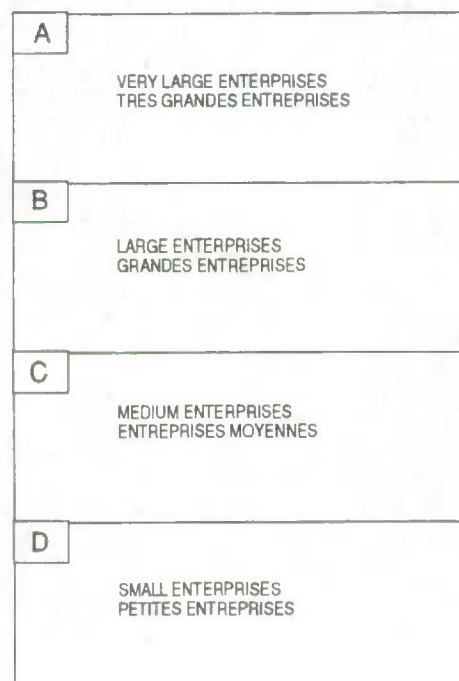 A
VERY LARGE ENTERPRISES
TRES GRANDES ENTREPRISES
B
LARGE ENTERPRISES
GRANDES ENTREPRISES
C
MEDIUM ENTERPRISES
ENTREPRISES MOYENNES
D
SMALL ENTERPRISES
PETITES ENTREPRISES